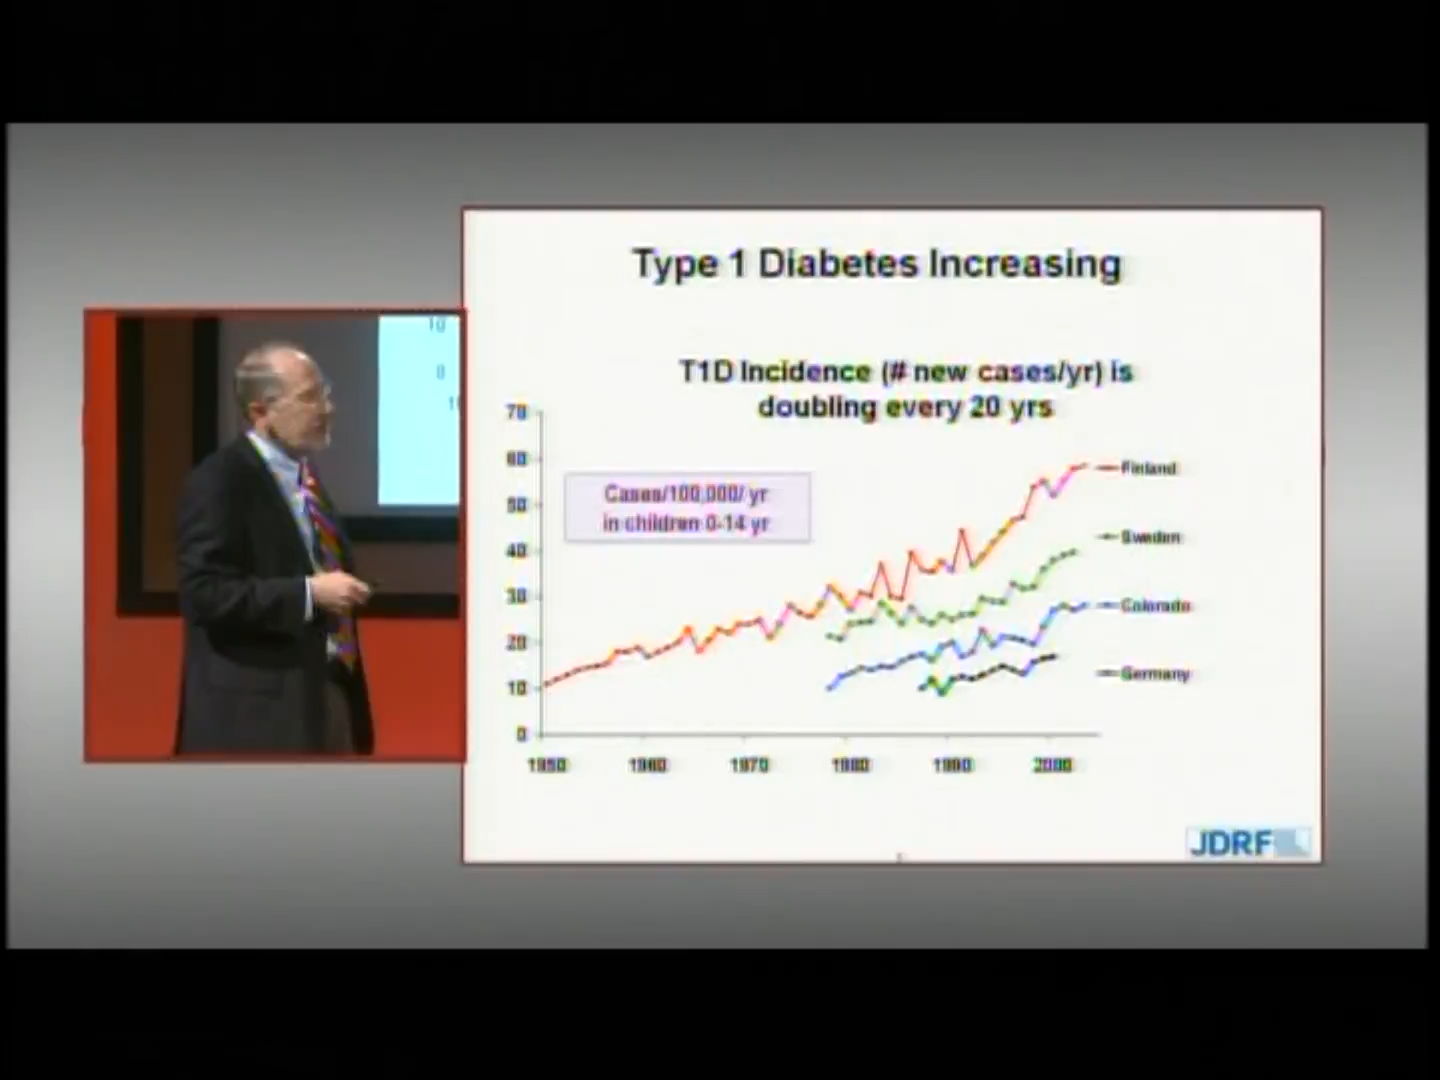 Type 1 Diabetes Increasing
T1D Incidence (# new cases/yr) is
doubling every 20 yrs
Cases/100,000/ yr
in children 0-14 yr
70
60
50
40
30
20
10
0
1950 1960 1970 1980 1990 2000
Finland
Sweden
Colorado
Germany
JDRF
10
0